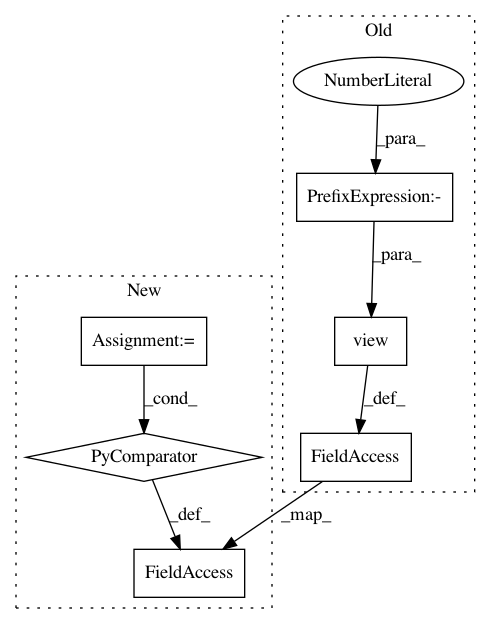 Old
NumberLiteral
_para_
PrefixExpression:-
_para_
New
Assignment:=
view
_cond_
_def_
PyComparator
FieldAccess
_def_
_map_
FieldAccess